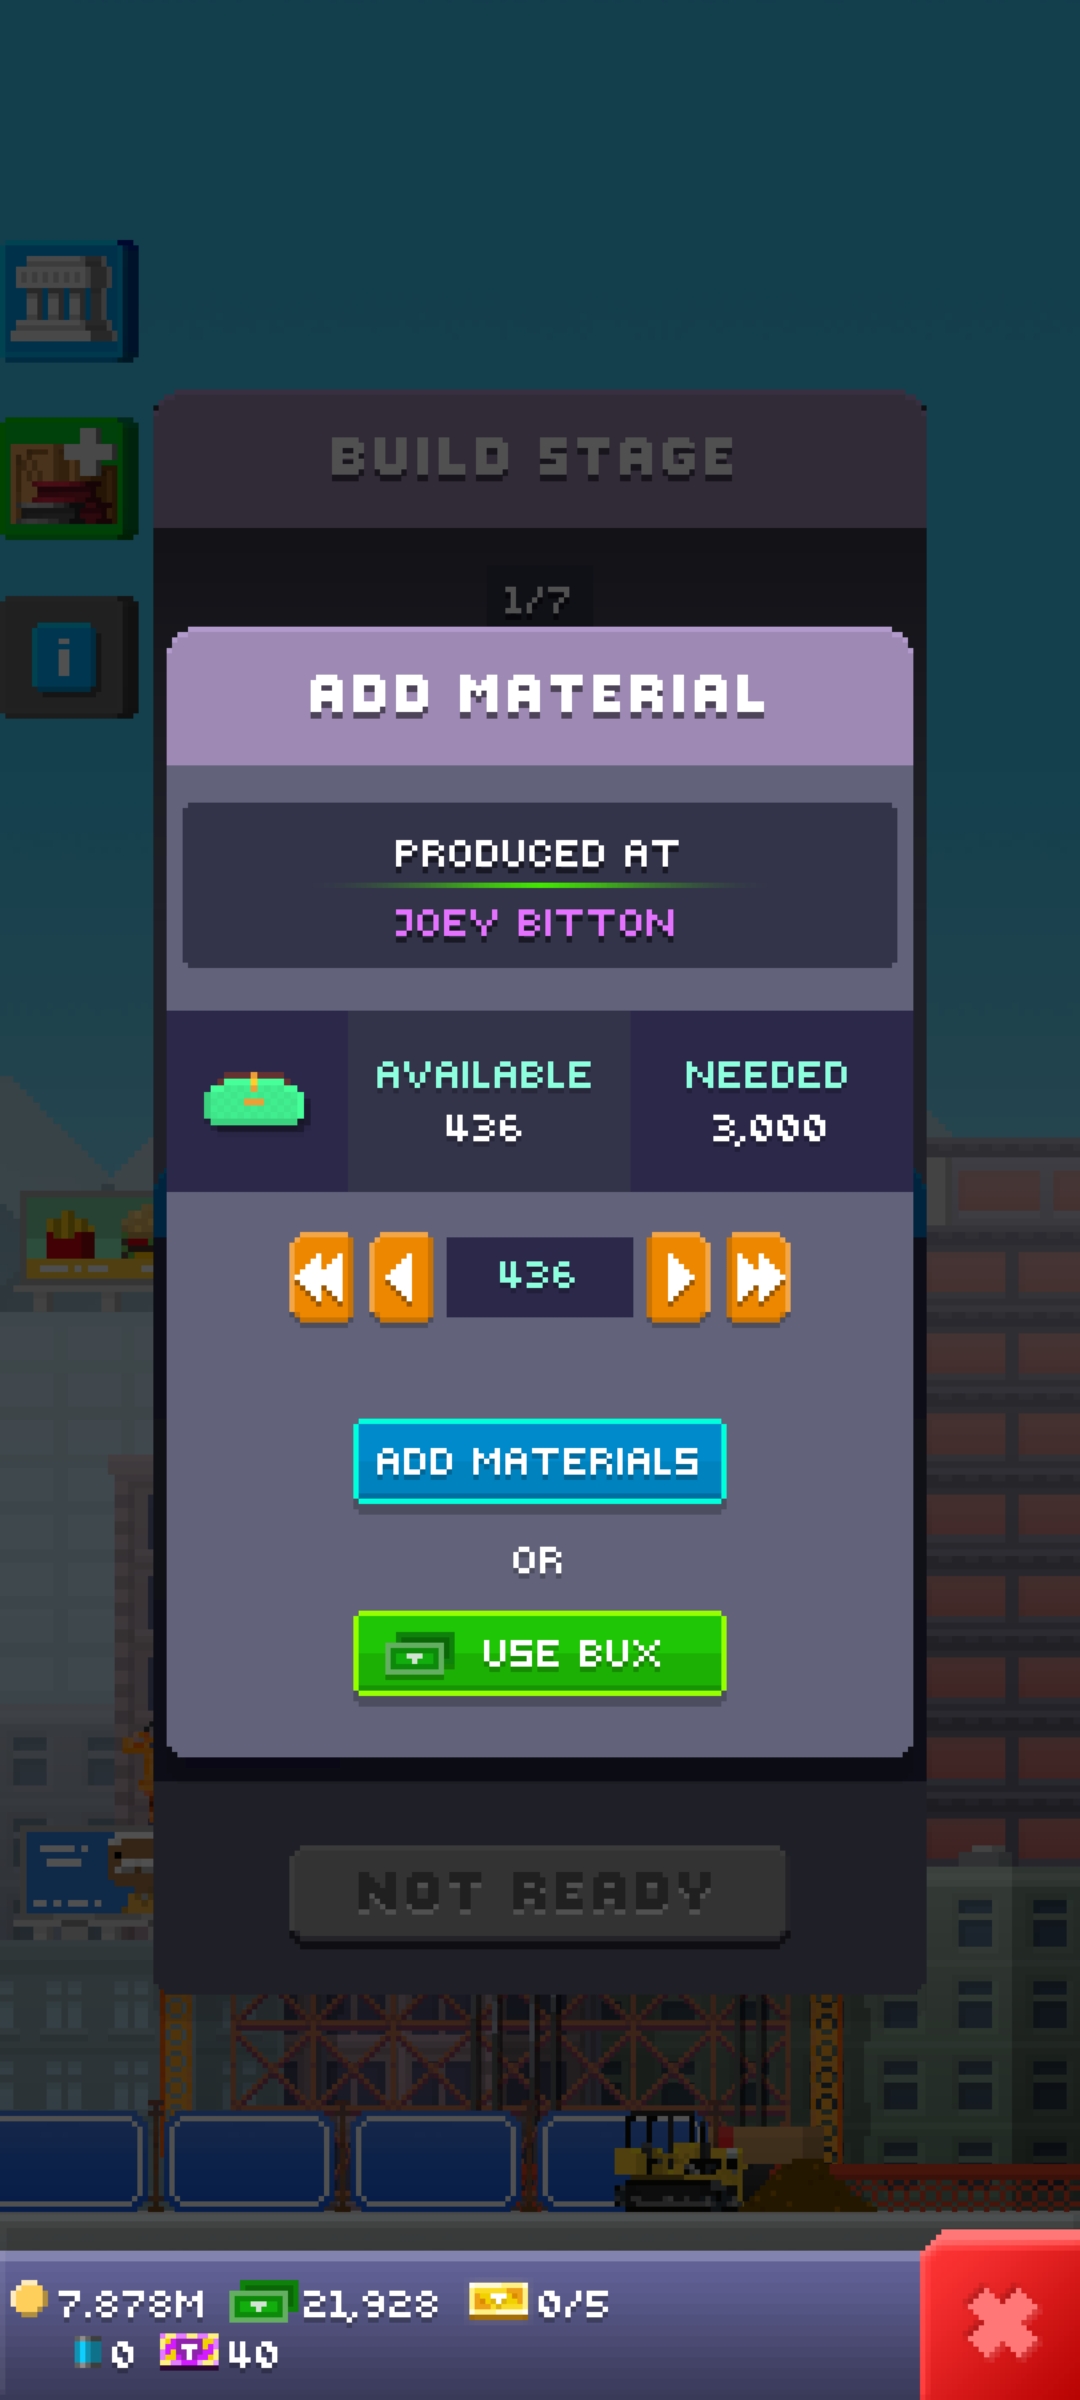 BUILD STAGE
1/7
ADD MATERIAL
PRODUCED AT
JOEY BITTON
AVAILABLE NEEDED
436 3,000
436
ADD MATERIALS
OR
USE BUX
NOT READY
7.878M 21,928 0/5
0 40